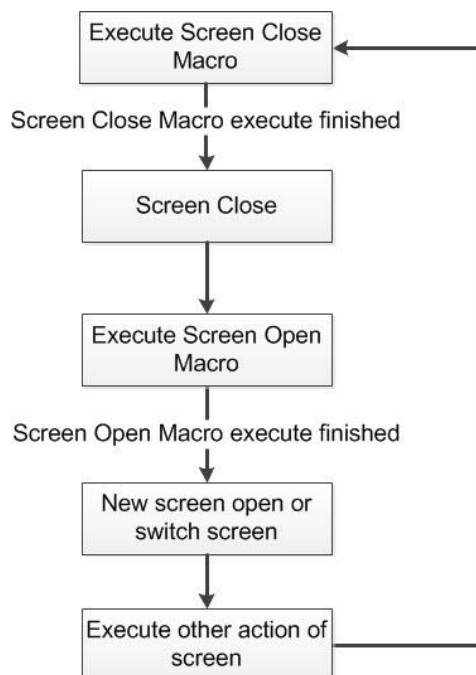 Execute Screen Close
Macro
Screen Close Macro execute finished
Screen Close
Execute Screen Open
Macro
Screen Open Macro execute finished
New screen open or
switch screen
Execute other action of
screen